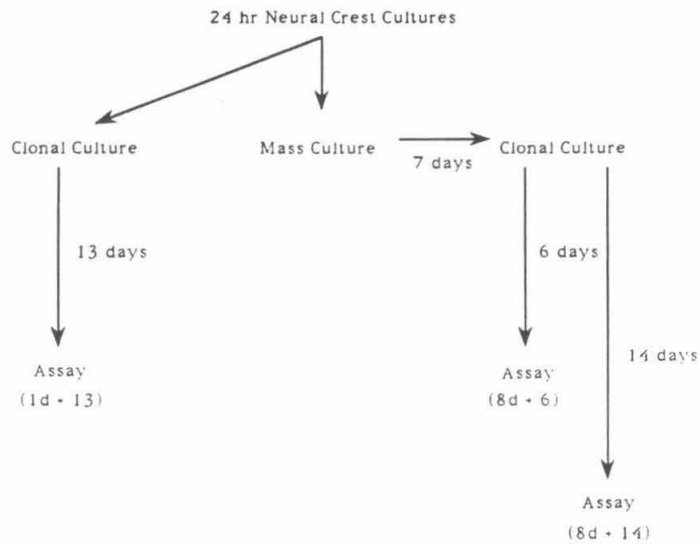 24 hr Neural Crest Cultures
Clonal Culture
Mass Culture
7 days
Clonal Culture
13 days
6 days
14 days
Assay
(1d + 13)
Assay
(8d + 6)
Assay
(8d + 14)